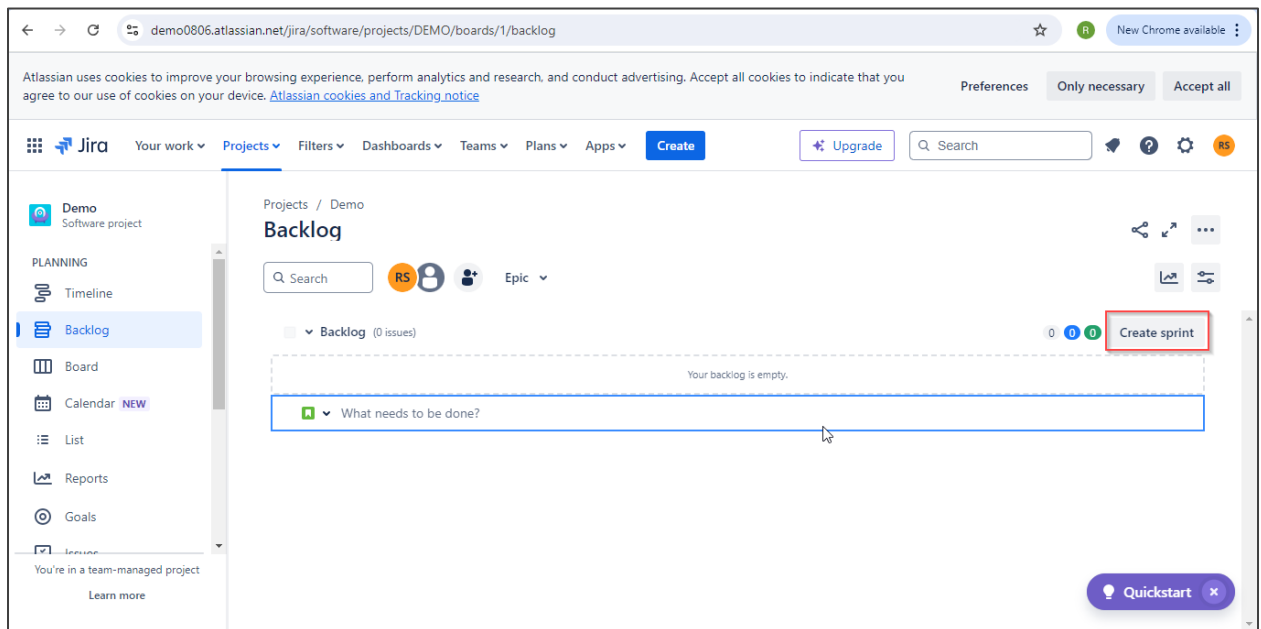 demo0806.atlassian.net/jira/software/projects/DEMO/boards/1/backlog
R
New Chrome available
Atlassian uses cookies to improve your browsing experience, perform analytics and research, and conduct advertising. Accept all cookies to indicate that you
agree to our use of cookies on your device. Atlassian cookies and Tracking notice
Preferences
Only necessary
Accept all
Jira
Your work
Projects
Filters
Dashboards
Teams
Plans
Apps
Create
Upgrade
Search
RS
Demo
Software project
PLANNING
Timeline
Backlog
Board
Calendar NEW
List
Reports
Goals
Issues
You're in a team-managed project
Learn more
Projects / Demo
Backlog
Search
RS
Epic
Backlog (0 issues)
0 0 0
Create sprint
Your backlog is empty.
What needs to be done?
Quickstart